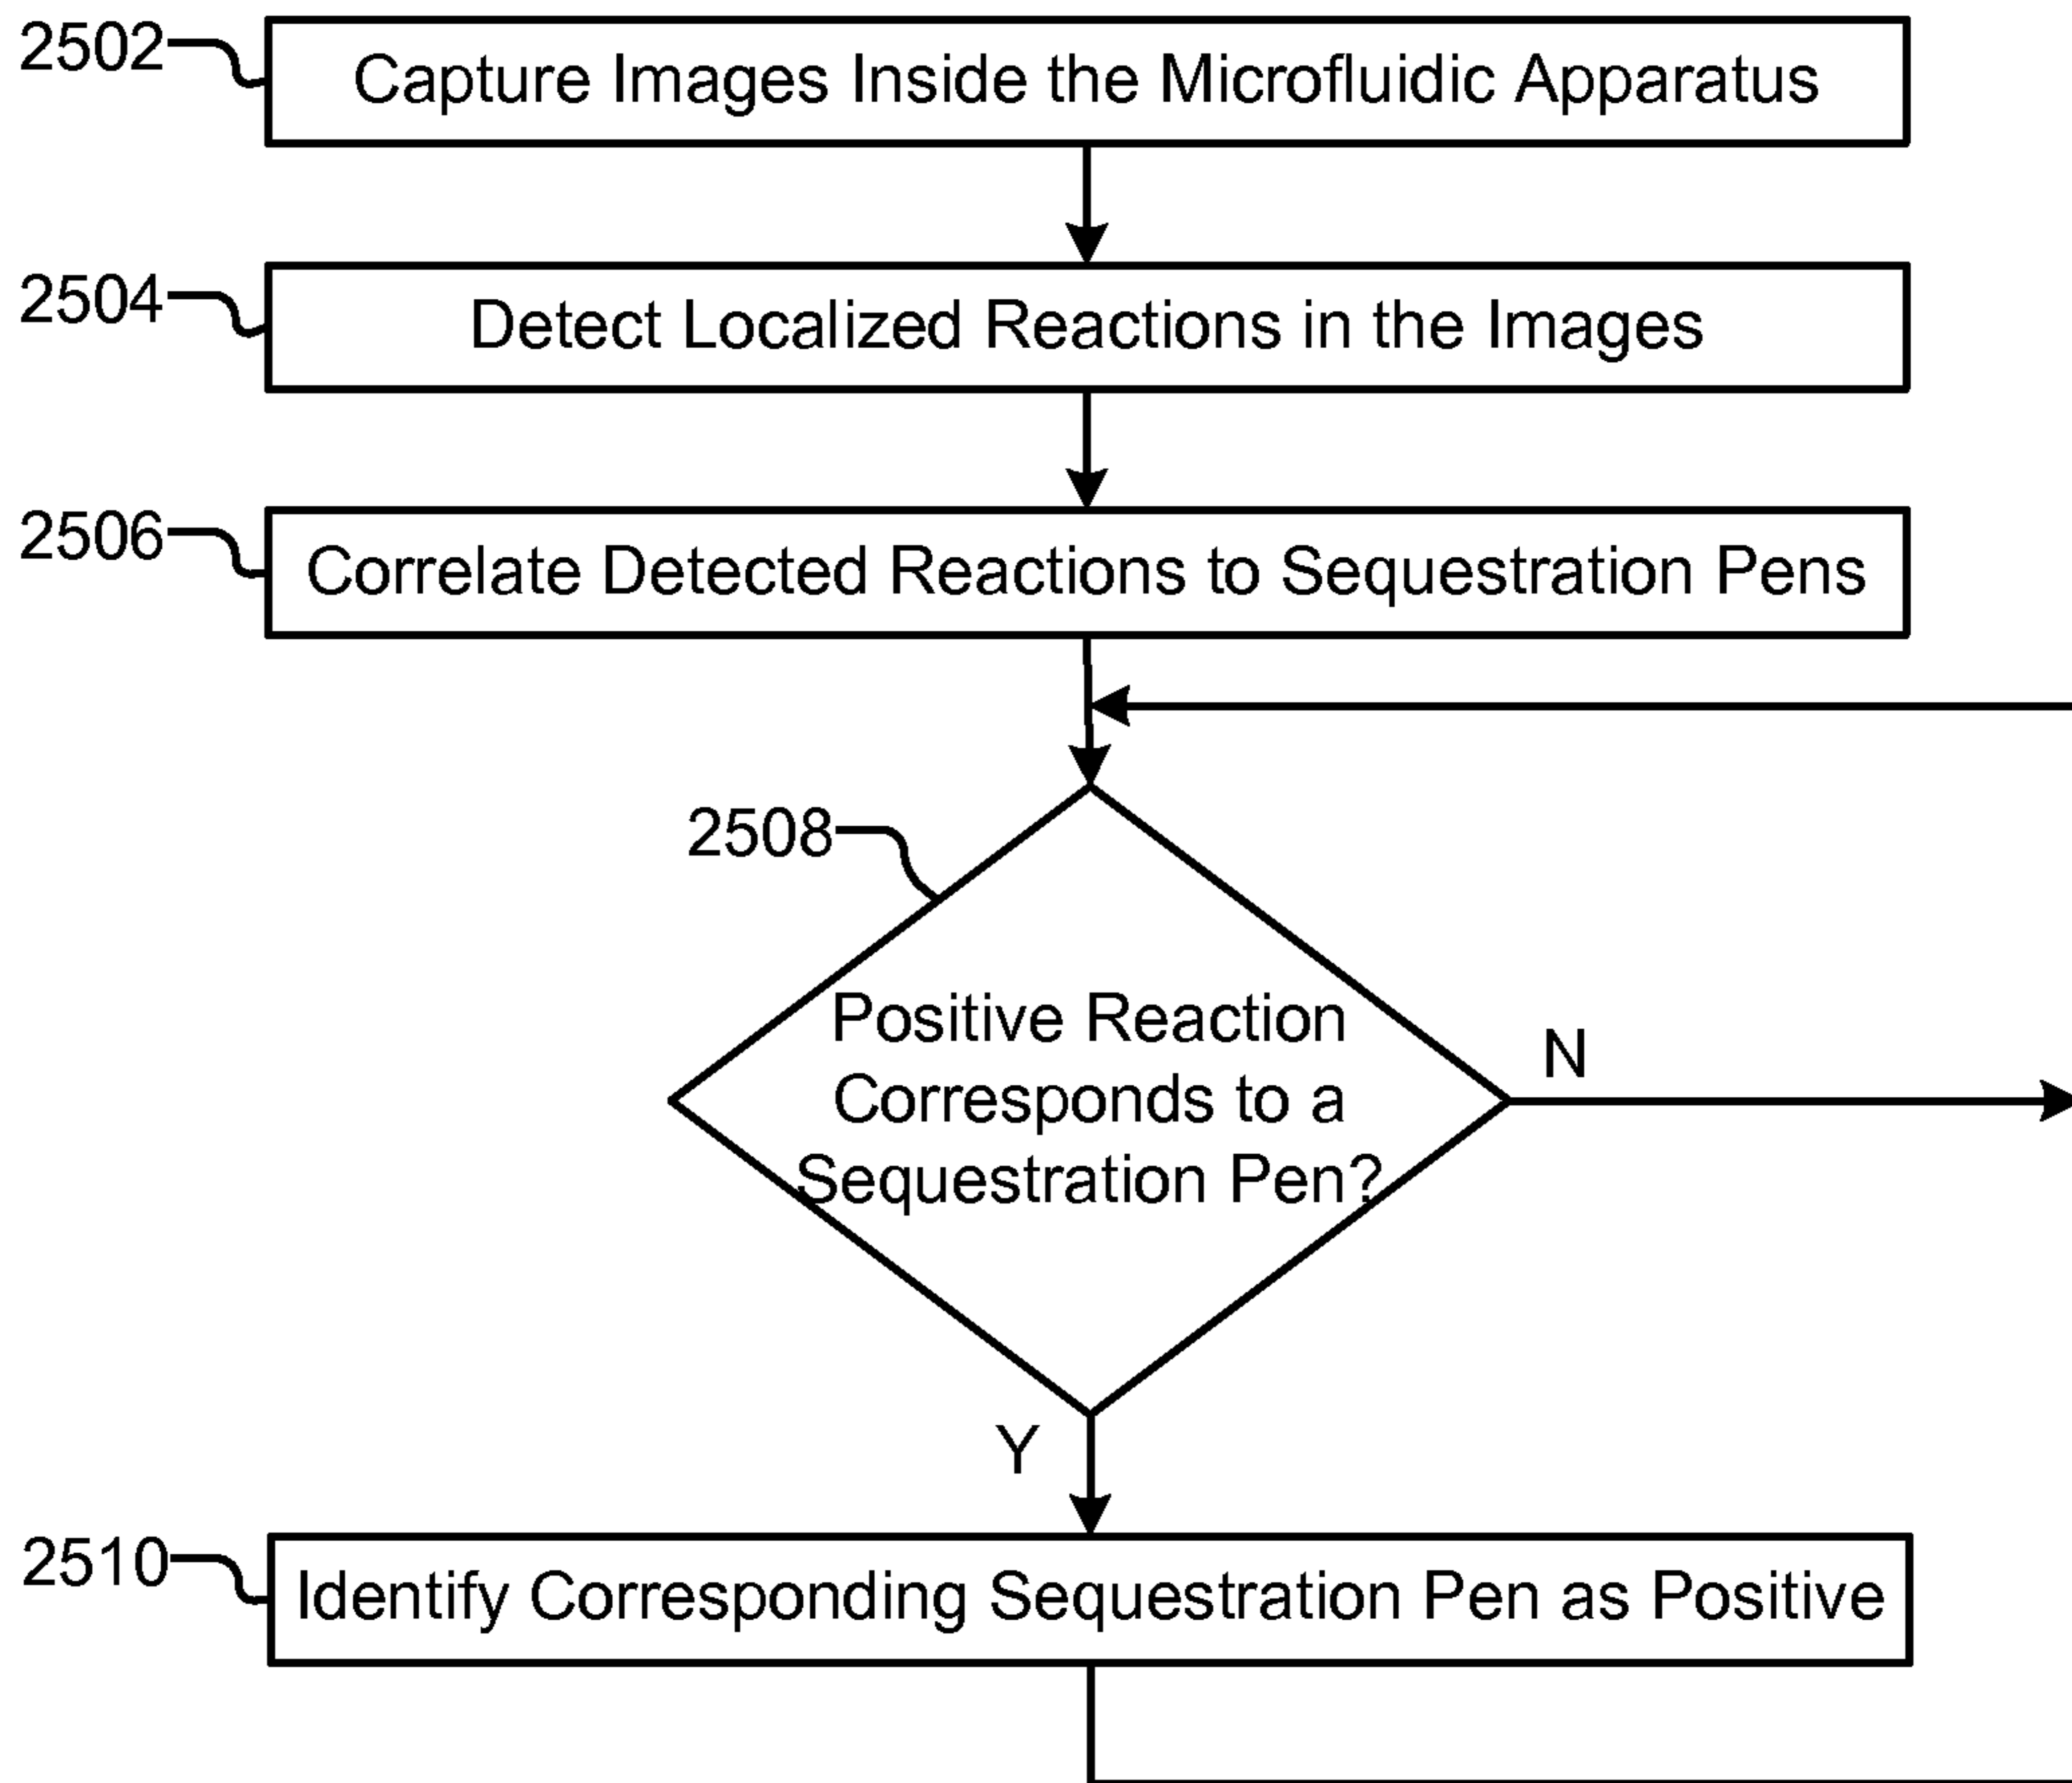 2502
Capture Images Inside the Microfluidic Apparatus
2504
Detect Localized Reactions in the Images
2506
Correlate Detected Reactions to Sequestration Pens
2508
Positive Reaction
Corresponds to a
Sequestration Pen?
N
Y
2510
Identify Corresponding Sequestration Pen as Positive